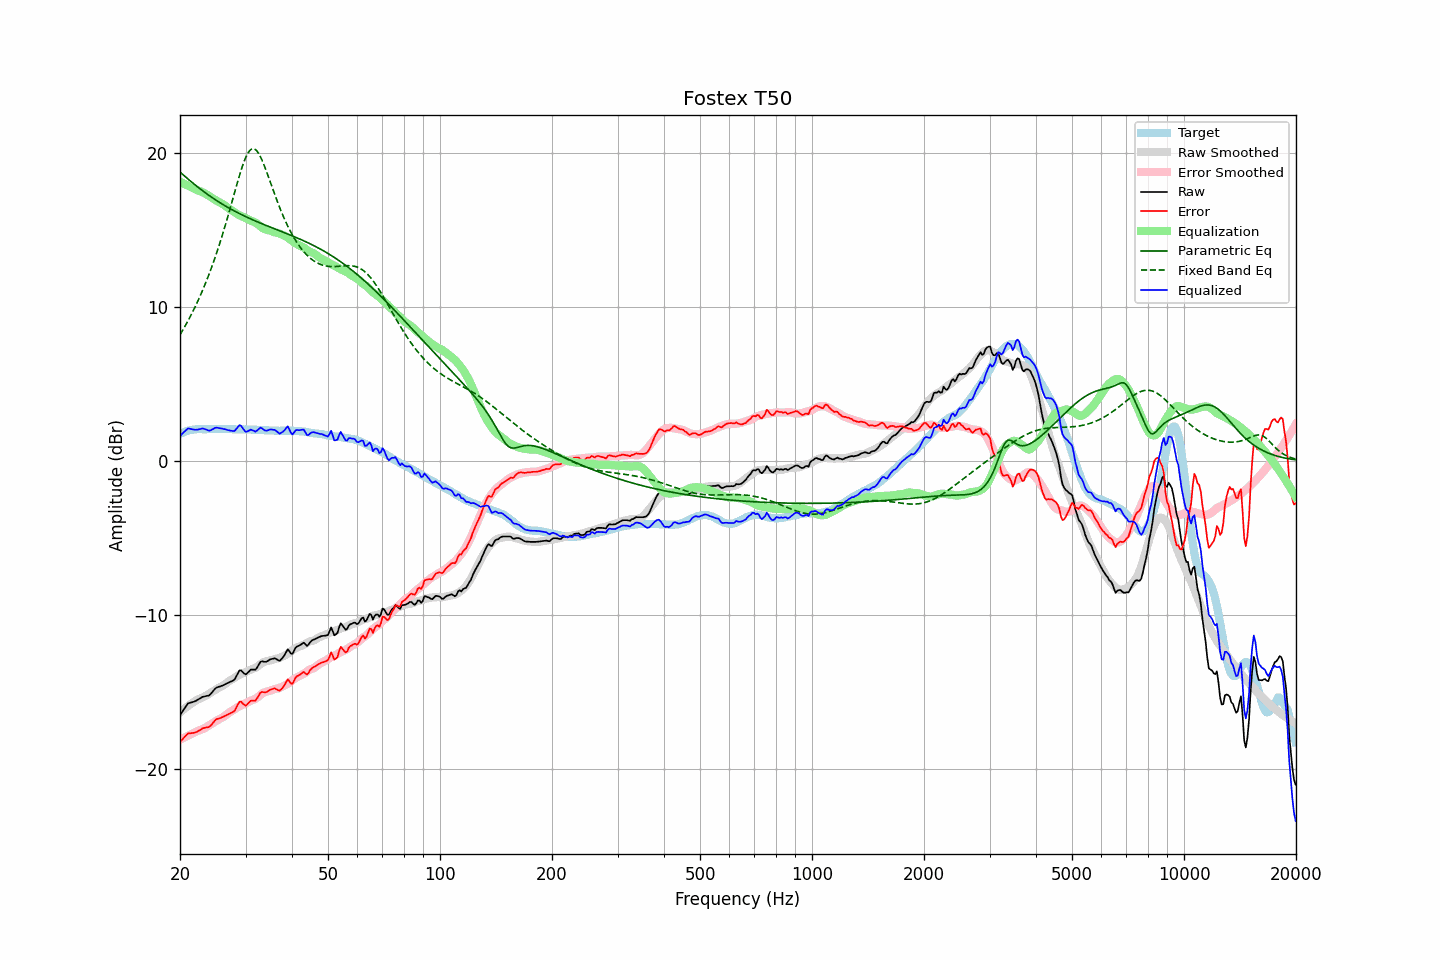 Fostex T50
Amplitude (dBr)
20
10
0
−10
−20
Target
Raw Smoothed
Error Smoothed
Raw
Error
Equalization
Parametric Eq
Fixed Band Eq
Equalized
20
50
100
200
500
1000
2000
5000
10000
20000
Frequency (Hz)